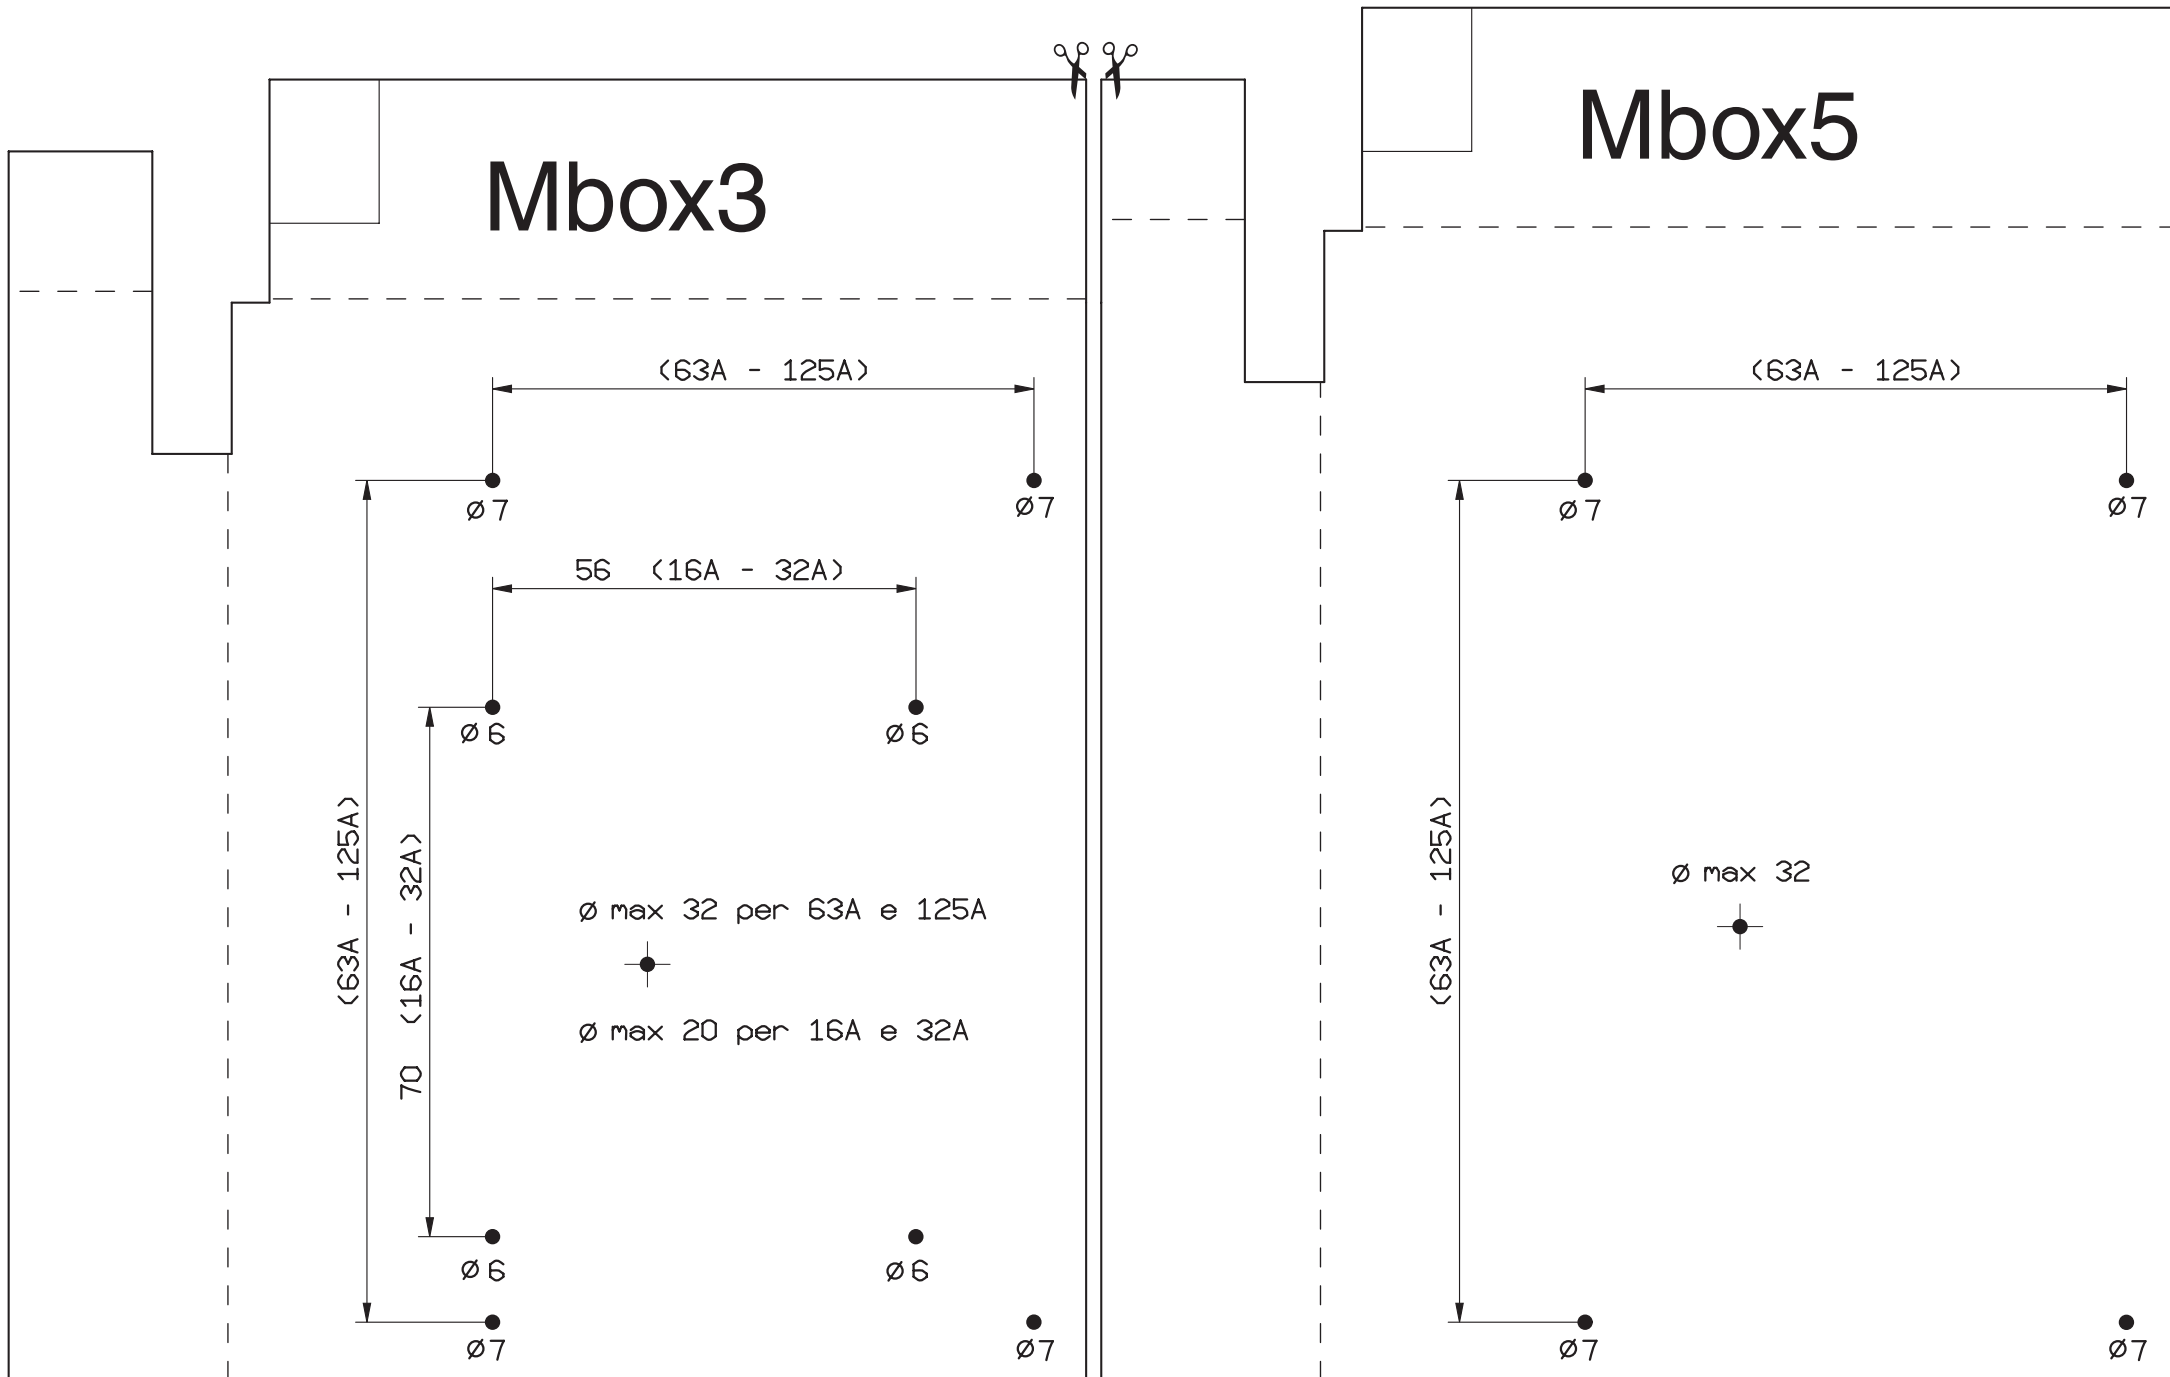 Mbox3
(63A - 125A)
Ø7
Ø7
56 (16A - 32A)
Ø6
Ø6
(63A - 125A)
70 (16A - 32A)
Ø max 32 per 63A e 125A
Ø max 20 per 16A e 32A
Ø6
Ø6
Ø7
Ø7
Mbox5
(63A - 125A)
Ø7
Ø7
(63A - 125A)
Ø max 32
Ø7
Ø7